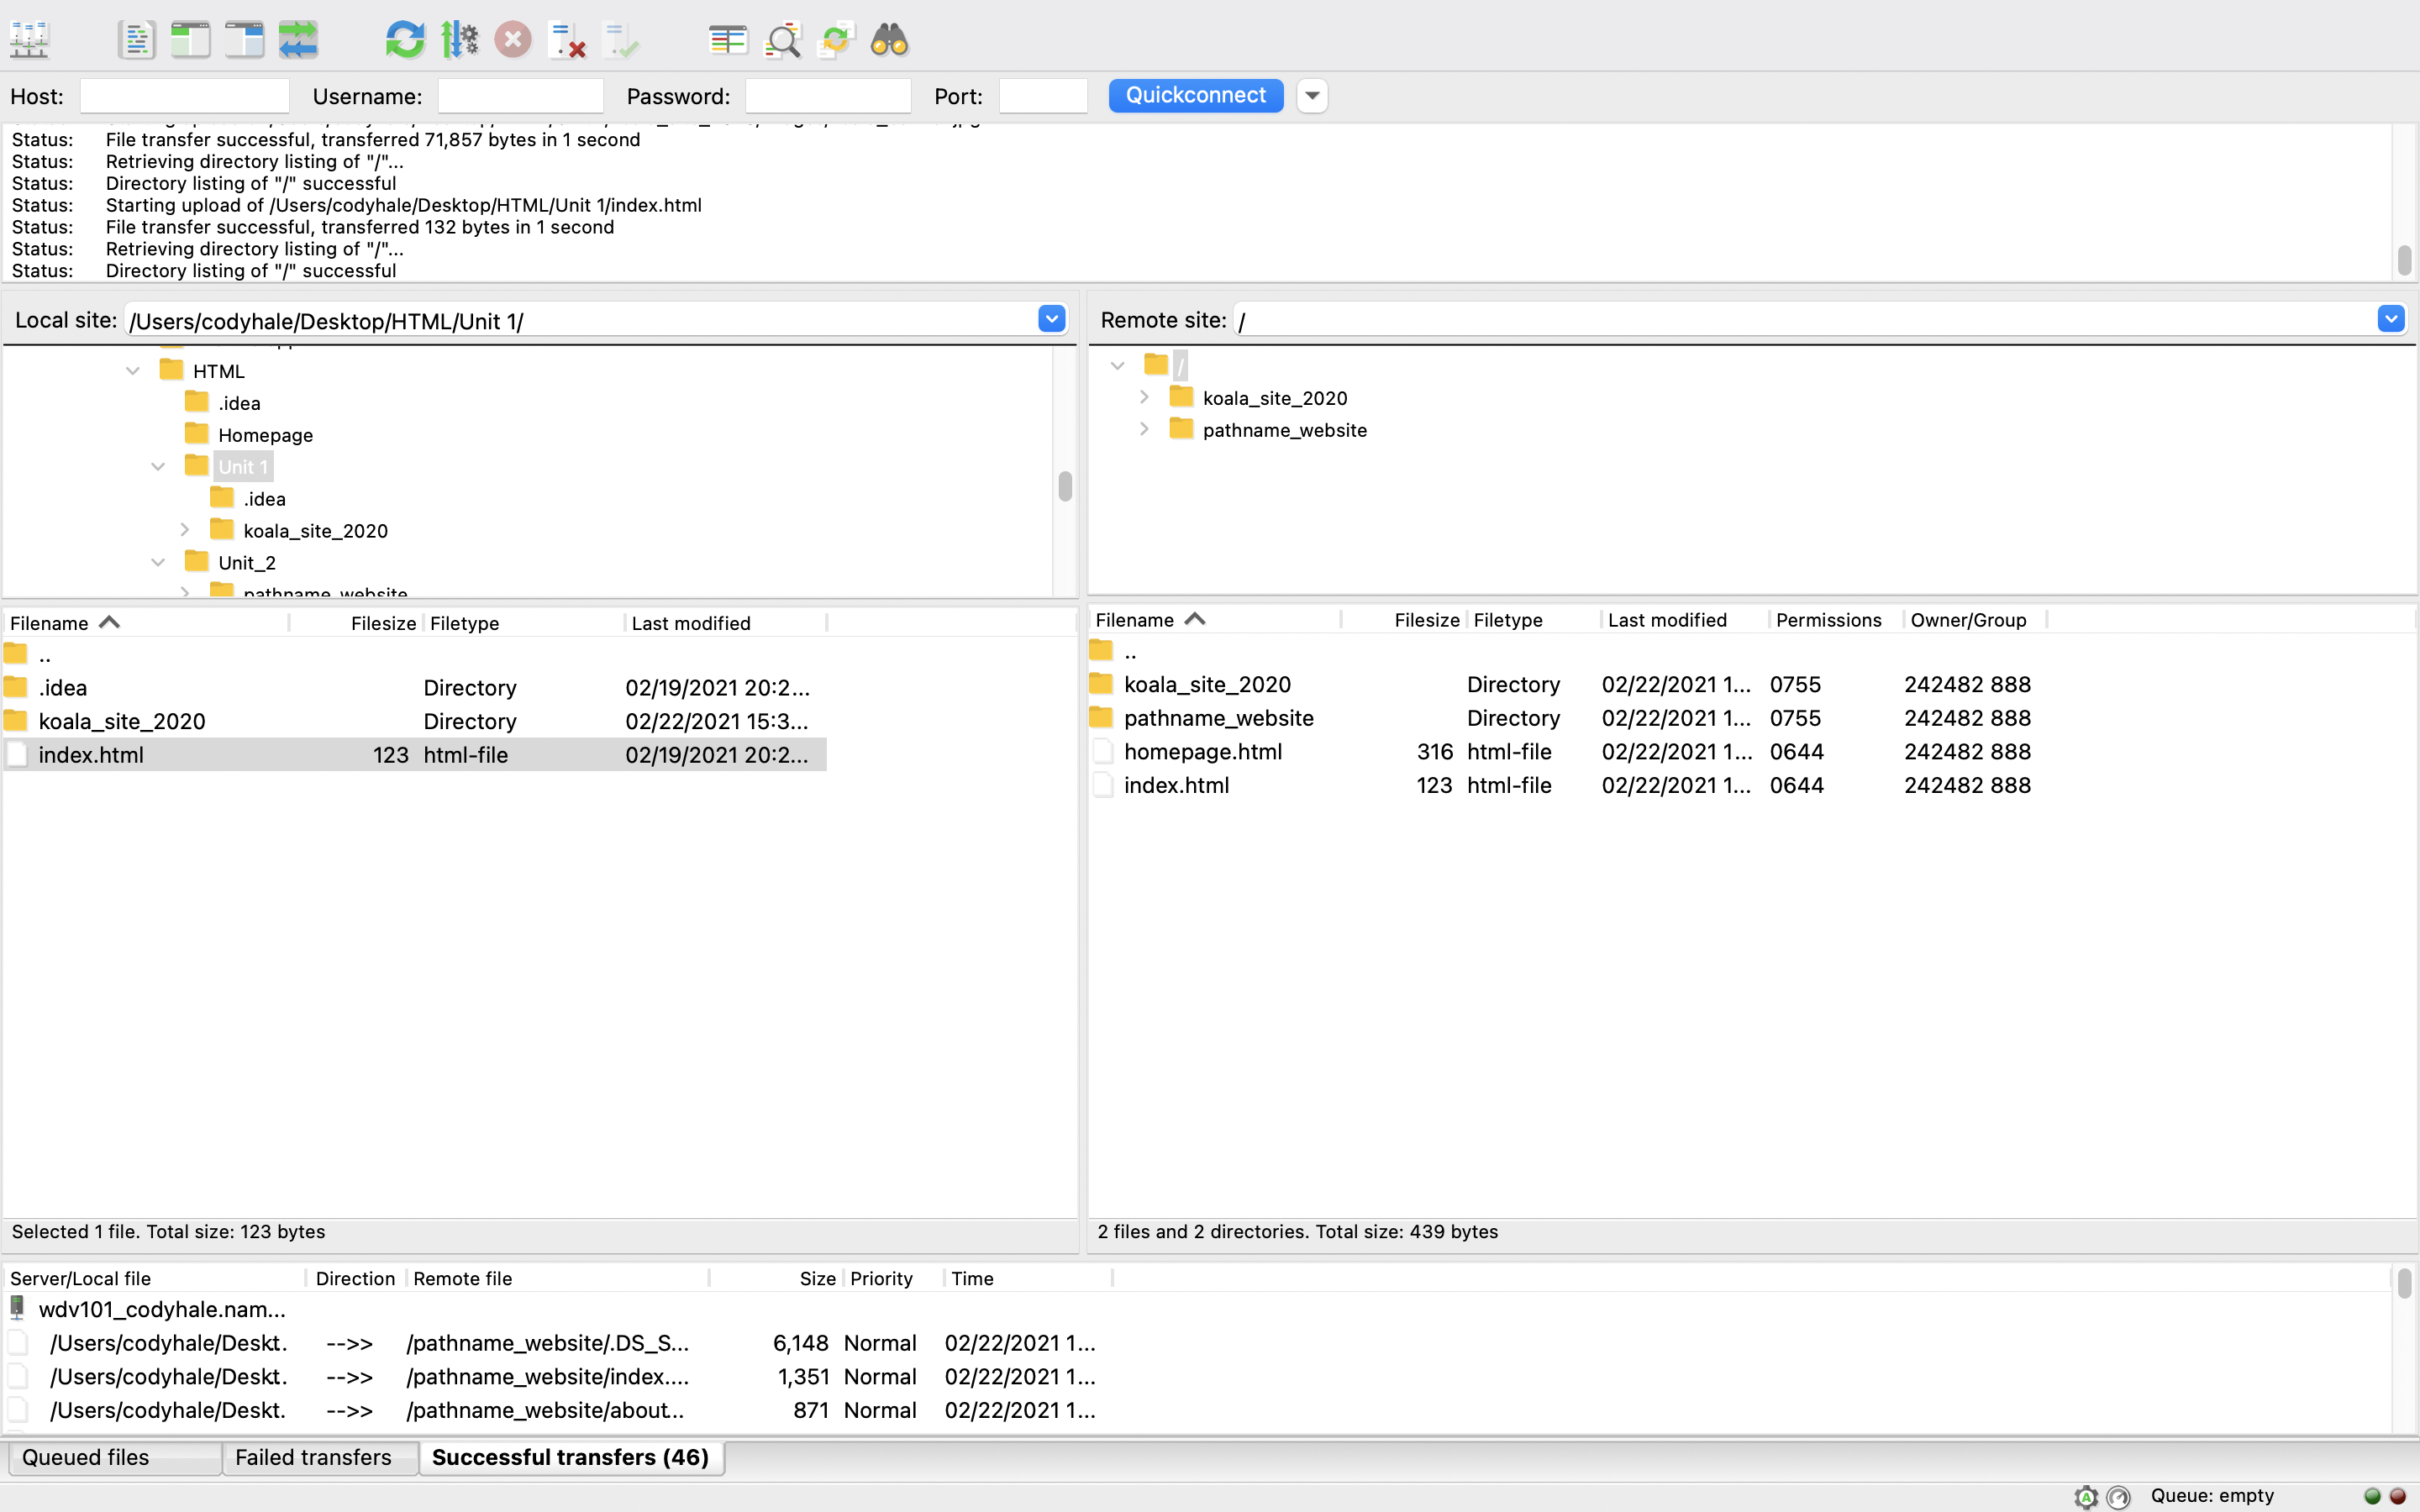 Host: Username: Password: Port: Quickconnect
Status: File transfer successful, transferred 71,857 bytes in 1 second
Status: Retrieving directory listing of "/"...
Status: Directory listing of "/" successful
Status: Starting upload of /Users/codyhale/Desktop/HTML/Unit 1/index.html
Status: File transfer successful, transferred 132 bytes in 1 second
Status: Retrieving directory listing of "/"...
Status: Directory listing of "/" successful
Local site: /Users/codyhale/Desktop/HTML/Unit 1/
HTML
.idea
Homepage
Unit 1
.idea
koala_site_2020
Unit_2
pathname_website
Filename Filesize Filetype Last modified
..
.idea Directory 02/19/2021 20:2...
koala_site_2020 Directory 02/22/2021 15:3...
index.html 123 html-file 02/19/2021 20:2...
Selected 1 file. Total size: 123 bytes
Remote site: /
/
koala_site_2020
pathname_website
Filename Filesize Filetype Last modified Permissions Owner/Group
..
koala_site_2020 Directory 02/22/2021 1... 0755 242482 888
pathname_website Directory 02/22/2021 1... 0755 242482 888
homepage.html 316 html-file 02/22/2021 1... 0644 242482 888
index.html 123 html-file 02/22/2021 1... 0644 242482 888
2 files and 2 directories. Total size: 439 bytes
Server/Local file Direction Remote file Size Priority Time
wdv101_codyhale.nam...
/Users/codyhale/Deskt. -->> /pathname_website/.DS_S... 6,148 Normal 02/22/2021 1...
/Users/codyhale/Deskt. -->> /pathname_website/index.... 1,351 Normal 02/22/2021 1...
/Users/codyhale/Deskt. -->> /pathname_website/about... 871 Normal 02/22/2021 1...
Queued files Failed transfers Successful transfers (46)
Queue: empty